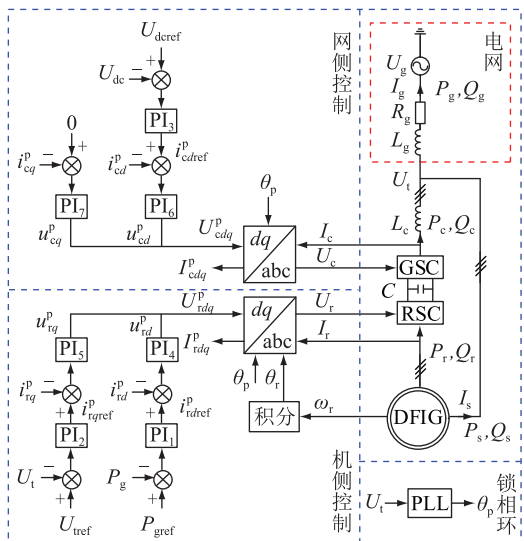 U_dcref
U_dc
−
+
PI_3
0
i^p_cq
−
+
i^p_cd
−
+
i^p_cdref
PI_7
PI_6
u^p_cq
u^p_cd
U^p_cdq
I^p_cdq
θ_p
dq
abc
I_c
U_c
网侧控制
电网
U_g
I_g
P_g, Q_g
R_g
L_g
U_t
L_c
P_c, Q_c
GSC
C
RSC
P_r, Q_r
DFIG
I_s
P_s, Q_s
U^p_rdq
I^p_rdq
dq
abc
U_r
I_r
θ_p
θ_r
积分
ω_r
u^p_rq
u^p_rd
PI_5
PI_4
i^p_rq
−
+
i^p_rqref
i^p_rd
−
+
i^p_rdref
PI_2
PI_1
U_t
−
+
U_tref
P_g
−
+
P_gref
机侧控制
锁相环
U_t
PLL
θ_p